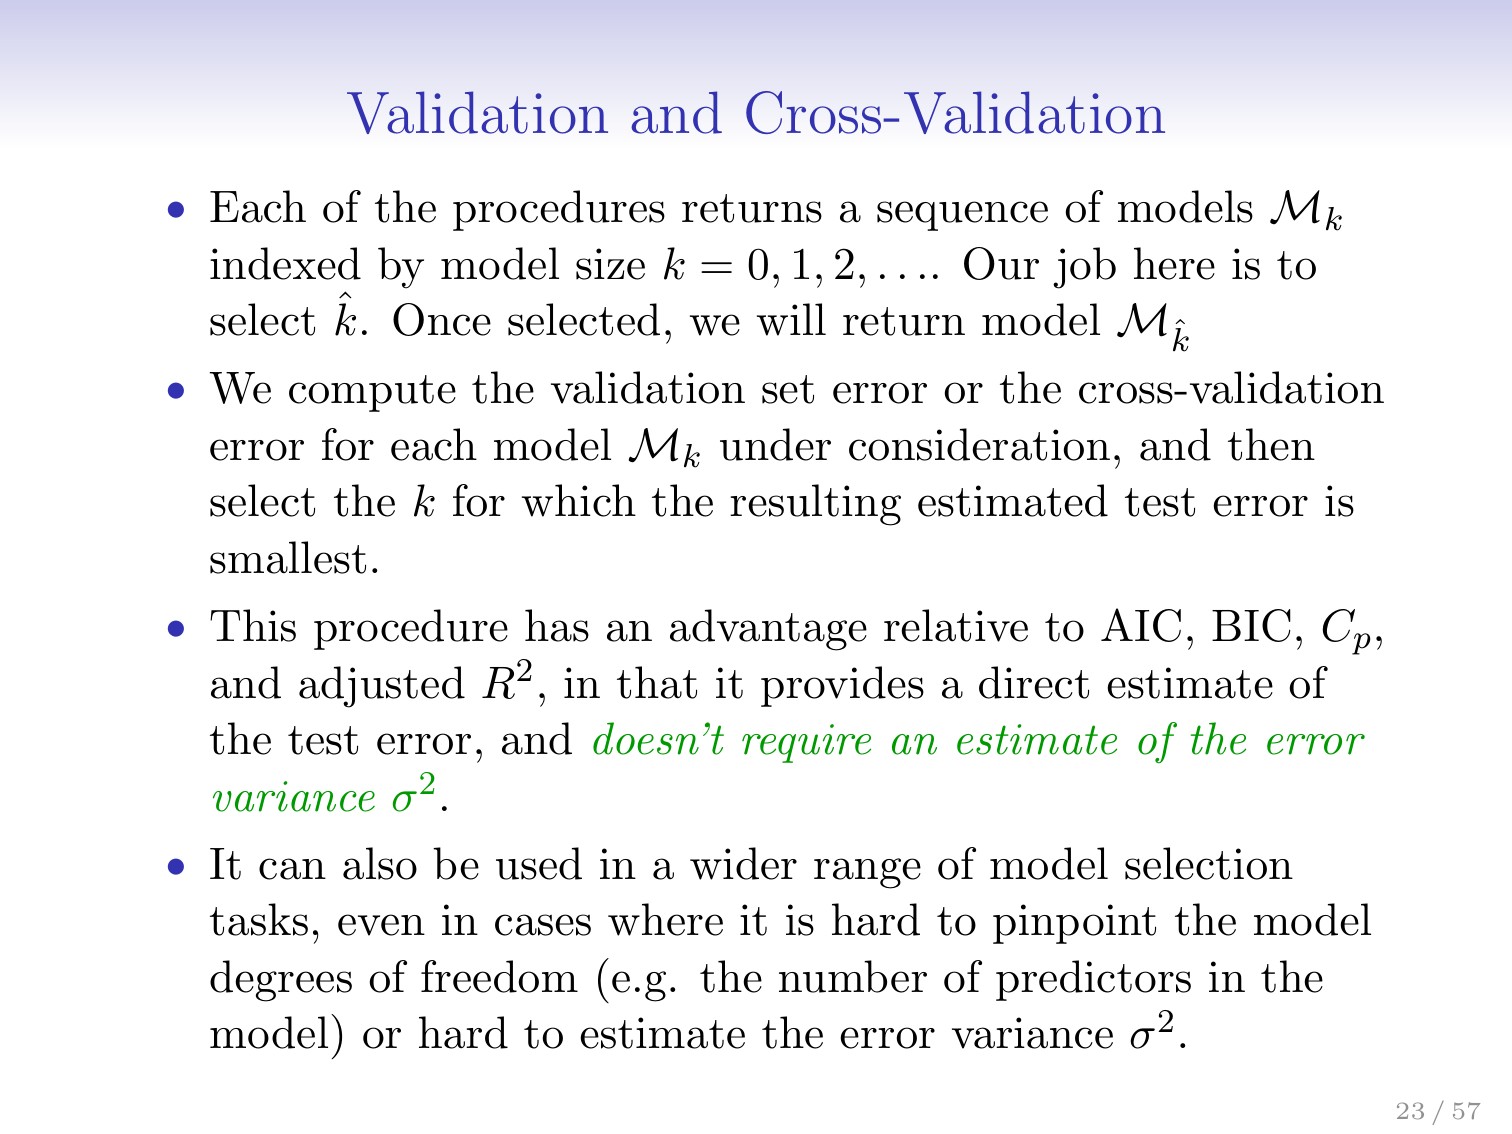 Validation and Cross-Validation
• Each of the procedures returns a sequence of models ℳₖ
indexed by model size k = 0, 1, 2, . . .. Our job here is to
select k̂. Once selected, we will return model ℳ_k̂
• We compute the validation set error or the cross-validation
error for each model ℳₖ under consideration, and then
select the k for which the resulting estimated test error is
smallest.
• This procedure has an advantage relative to AIC, BIC, Cₚ,
and adjusted R², in that it provides a direct estimate of
the test error, and doesn't require an estimate of the error
variance σ².
• It can also be used in a wider range of model selection
tasks, even in cases where it is hard to pinpoint the model
degrees of freedom (e.g. the number of predictors in the
model) or hard to estimate the error variance σ².
23 / 57